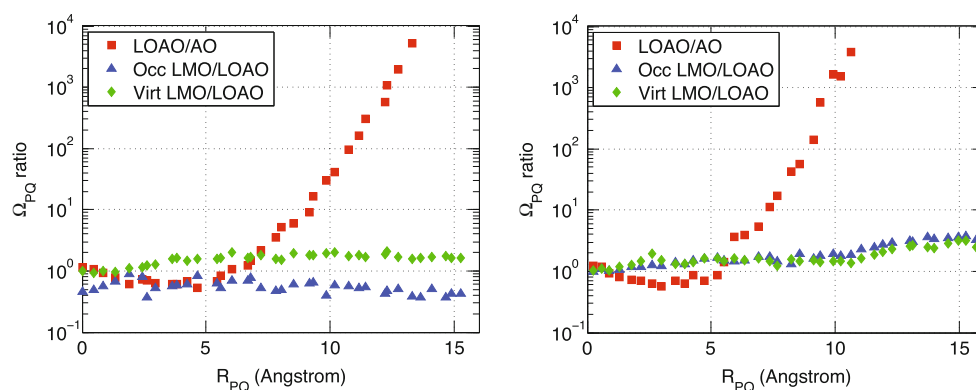 10^4
10^3
10^2
10^1
10^0
10^-1
Ω_PQ ratio
LOAO/AO
Occ LMO/LOAO
Virt LMO/LOAO
0 5 10 15
R_PQ (Angstrom)
10^4
10^3
10^2
10^1
10^0
10^-1
Ω_PQ ratio
LOAO/AO
Occ LMO/LOAO
Virt LMO/LOAO
0 5 10 15
R_PQ (Angstrom)